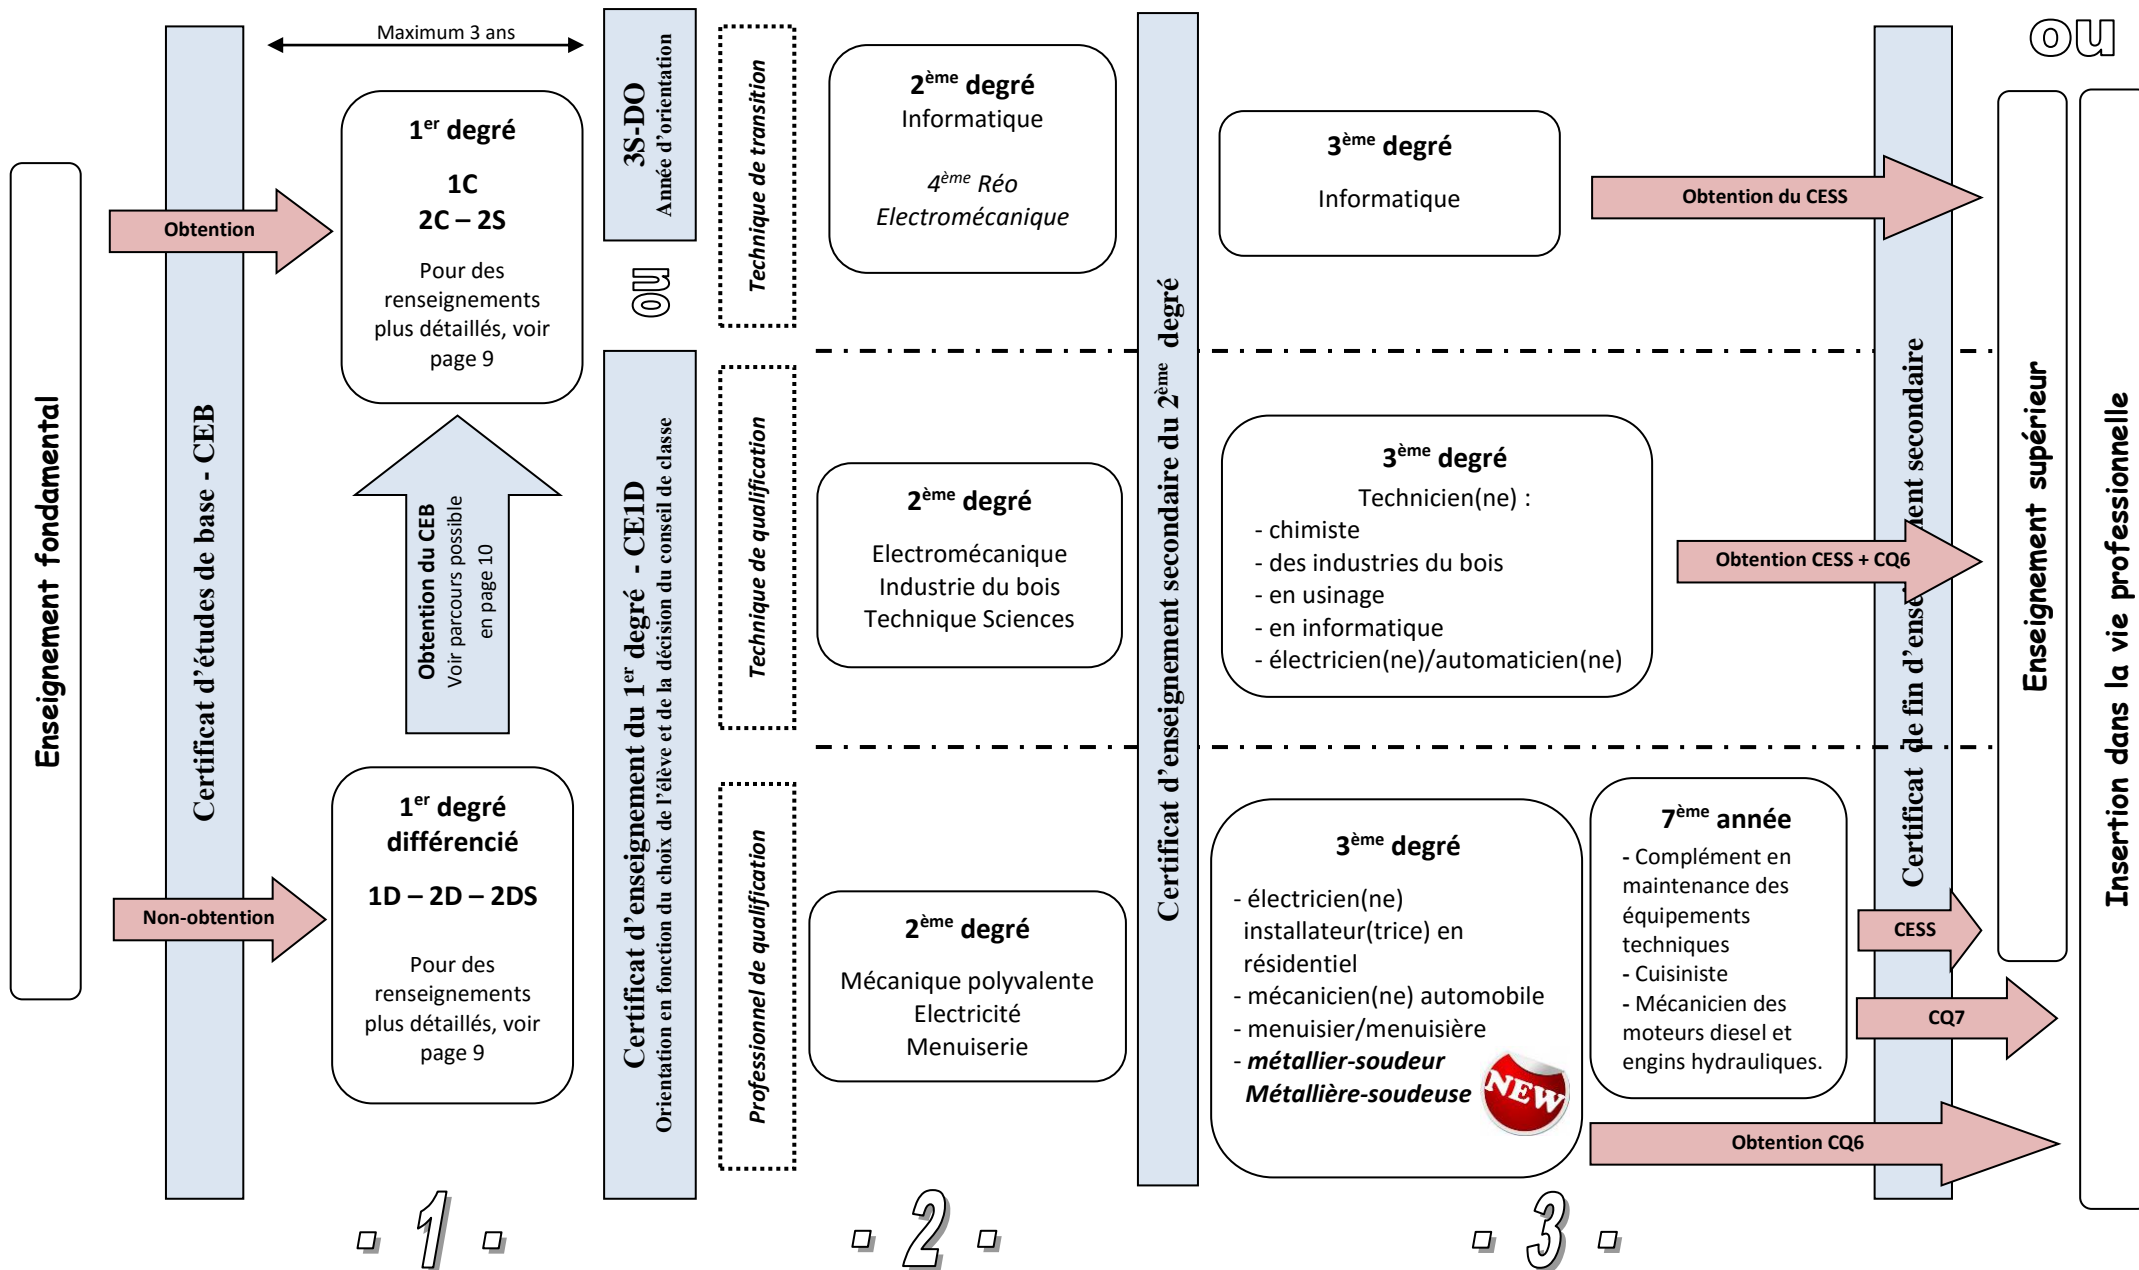 Enseignement fondamental
Certificat d'études de base - CEB
Maximum 3 ans
Obtention
1er degré
1C
2C – 2S
Pour des
renseignements
plus détaillés, voir
page 9
Obtention du CEB
Voir parcours possible
en page 10
Non-obtention
1er degré
différencié
1D – 2D – 2DS
Pour des
renseignements
plus détaillés, voir
page 9
3S-DO
Année d'orientation
ou
Certificat d'enseignement du 1er degré - CE1D
Orientation en fonction du choix de l'élève et de la décision du conseil de classe
Technique de transition
Technique de qualification
Professionnel de qualification
2ème degré
Informatique
4ème Réo
Electromécanique
2ème degré
Electromécanique
Industrie du bois
Technique Sciences
2ème degré
Mécanique polyvalente
Electricité
Menuiserie
Certificat d'enseignement secondaire du 2ème degré
3ème degré
Informatique
Obtention du CESS
3ème degré
Technicien(ne) :
- chimiste
- des industries du bois
- en usinage
- en informatique
- électricien(ne)/automaticien(ne)
Obtention CESS + CQ6
3ème degré
- électricien(ne)
installateur(trice) en
résidentiel
- mécanicien(ne) automobile
- menuisier/menuisière
- métallier-soudeur
Métallière-soudeuse
NEW
7ème année
- Complément en
maintenance des
équipements
techniques
- Cuisiniste
- Mécanicien des
moteurs diesel et
engins hydrauliques.
CESS
CQ7
Obtention CQ6
Certificat de fin d'enseignement secondaire
ou
Enseignement supérieur
Insertion dans la vie professionnelle
- 1 -
- 2 -
- 3 -